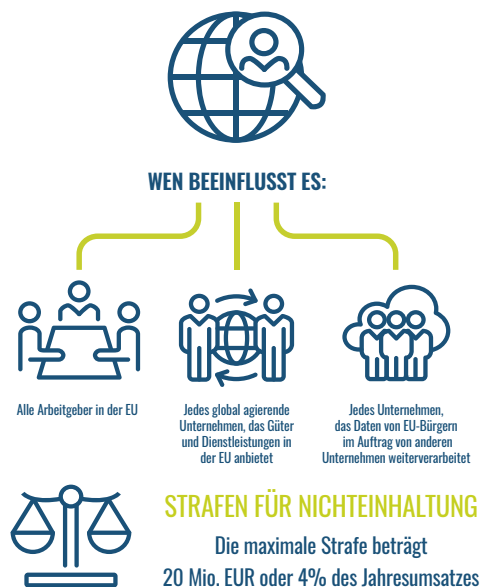 WEN BEEINFLUSST ES:
Alle Arbeitgeber in der EU
Jedes global agierende
Unternehmen, das Güter
und Dienstleistungen in
der EU anbietet
Jedes Unternehmen,
das Daten von EU-Bürgern
im Auftrag von anderen
Unternehmen weiterverarbeitet
STRAFEN FÜR NICHTEINHALTUNG
Die maximale Strafe beträgt
20 Mio. EUR oder 4% des Jahresumsatzes